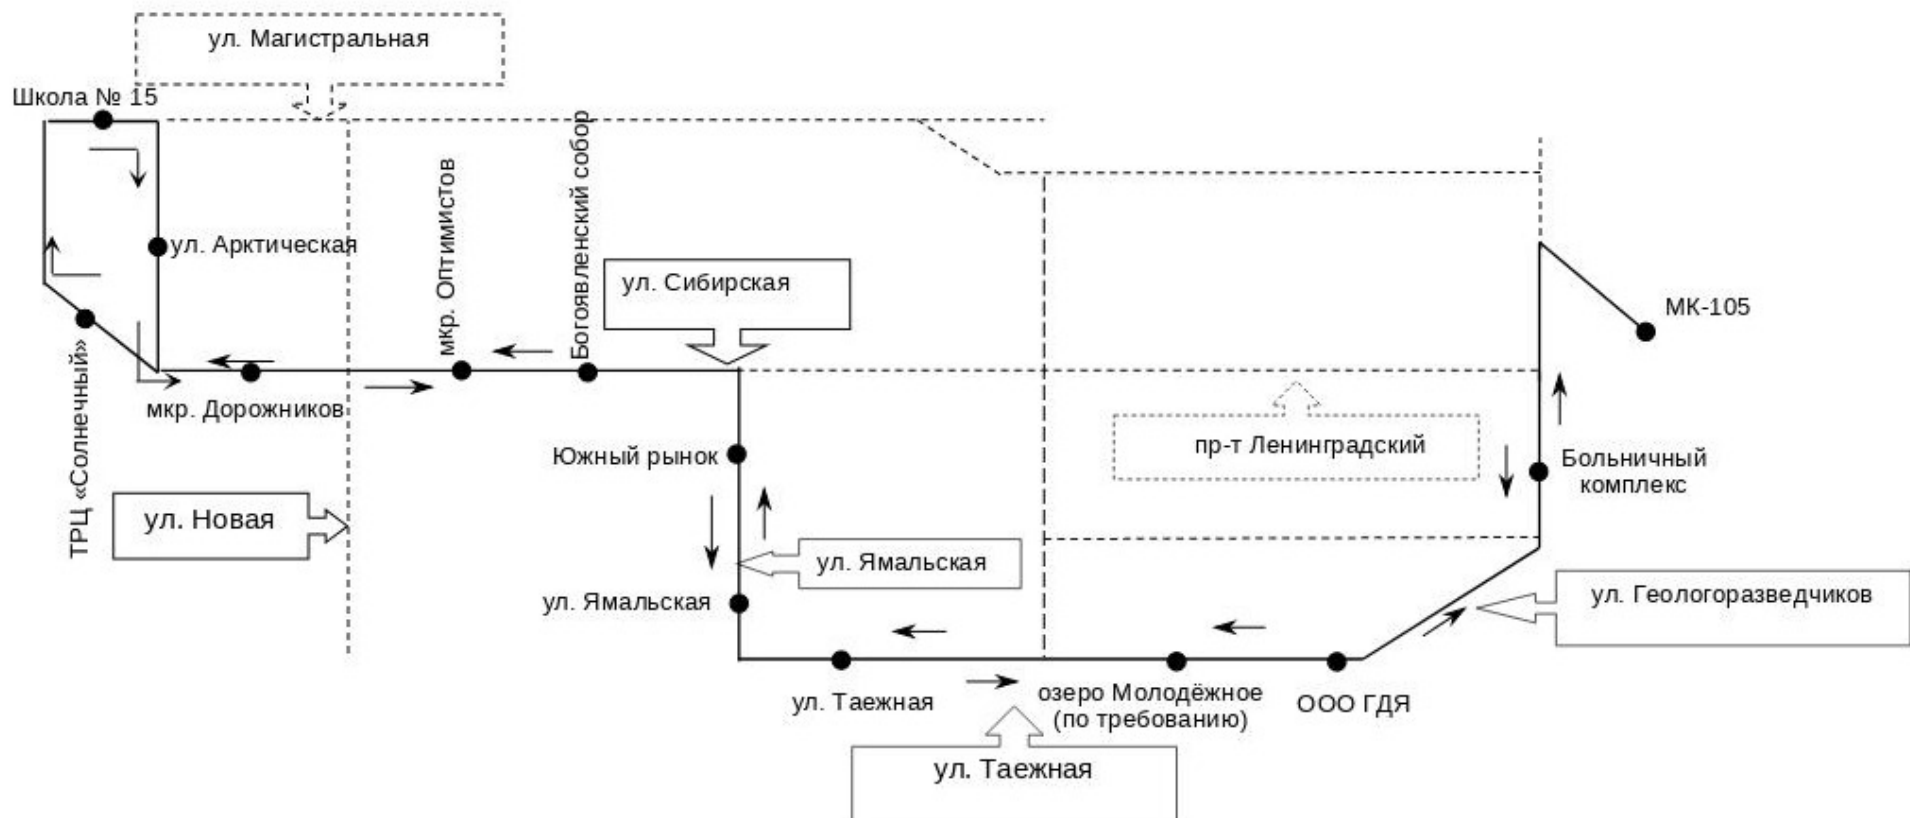 ул. Магистральная
Школа № 15
ул. Арктическая
мкр. ОПтимистов
Богоявленский собор
ул. Сибирская
МК-105
мкр. Дорожников
ТРЦ «Солнечный»
Южный рынок
пр-т Ленинградский
Больничный
комплекс
ул. Новая
ул. Ямальская
ул. Ямальская
ул. Геологоразведчиков
ул. Таежная
озеро Молодёжное
(по требованию)
ООО ГДЯ
ул. Таежная